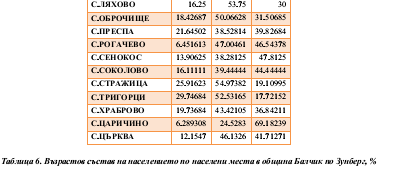 С.ЛЯХОВО 16.25 53.75 30
С.ОБРОЧИЩЕ 18.42687 50.06628 31.50685
С.ПРЕСПА 21.64502 38.52814 39.82684
С.РОГАЧЕВО 6.451613 47.00461 46.54378
С.СЕНОКОС 13.90625 38.28125 47.8125
С.СОКОЛОВО 16.11111 39.44444 44.44444
С.СТРАЖИЦА 25.91623 54.97382 19.10995
С.ТРИГОРЦИ 29.74684 52.53165 17.72152
С.ХРАБРОВО 19.73684 43.42105 36.84211
С.ЦАРИЧИНО 6.289308 24.5283 69.18239
С.ЦЪРКВА 12.1547 46.1326 41.71271
Таблица 6. Възрастов състав на населението по населени места в община Балчик по Зунберг, %